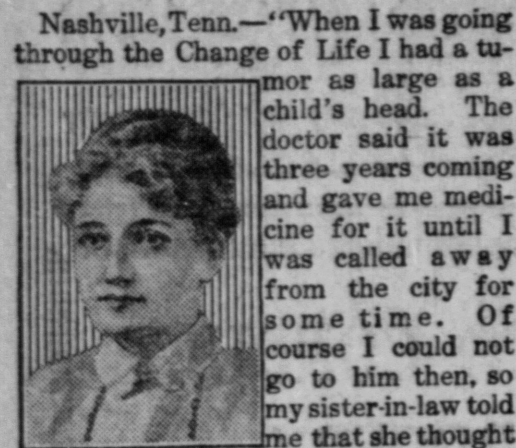 Nashville, Tenn.—"When I was going
through the Change of Life I had a tu-
mor as large as a
child's head. The
doctor said it was
three years coming
and gave me medi-
cine for it until I
was called away
from the city for
some time. Of
course I could not
go to him then, so
my sister-in-law told
me that she thought